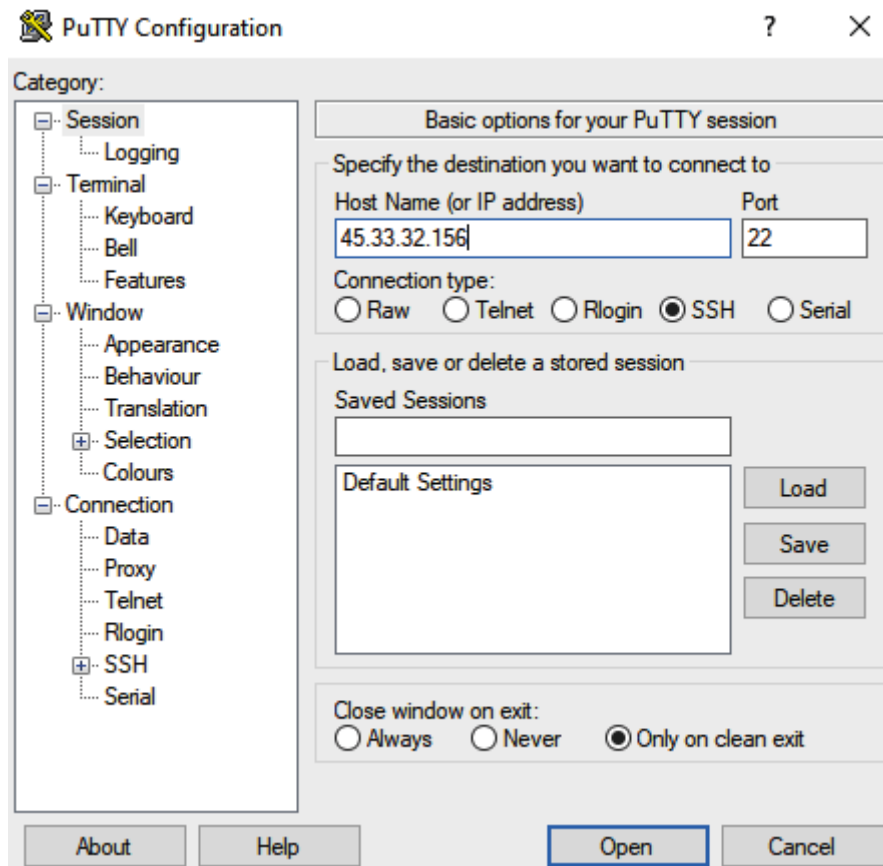 PuTTY Configuration
?
Category:
Session
Logging
Terminal
Keyboard
Bell
Features
Window
Appearance
Behaviour
Translation
Selection
Colours
Connection
Data
Proxy
Telnet
Rlogin
SSH
Serial
Basic options for your PuTTY session
Specify the destination you want to connect to
Host Name (or IP address) Port
45.33.32.156 22
Connection type:
Raw Telnet Rlogin SSH Serial
Load, save or delete a stored session
Saved Sessions
Default Settings
Load
Save
Delete
Close window on exit:
Always Never Only on clean exit
About Help Open Cancel